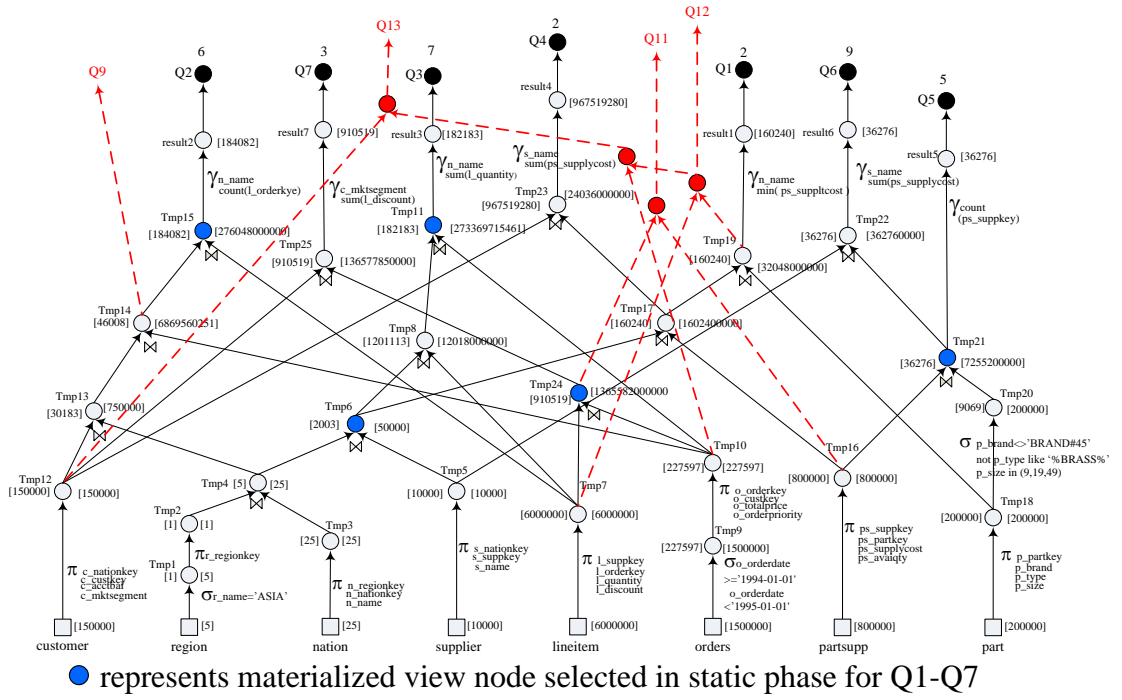 Q13
Q12
2
Q9
6
3
7
Q4
Q11
2
9
Q2
Q7
Q3
Q1
Q6
5
Q5
result4
[967519280]
result2
[184082]
result7
[910519]
result3
[182183]
result1
[160240]
result6
[36276]
result5
[36276]
γn_name
count(l_orderkye)
γc_mktsegment
sum(l_discount)
γn_name
sum(l_quantity)
γs_name
sum(ps_supplycost)
γn_name
min( ps_suppltcost )
γs_name
sum(ps_supplycost)
γcount
(ps_suppkey)
Tmp23
[967519280]
[24036000000]
Tmp15
[184082]
[276048000000]
Tmp11
[182183]
[273369715461]
Tmp22
[36276]
[362760000]
Tmp25
[910519]
[136577850000]
Tmp19
[160240]
[32048000000]
Tmp14
[46008]
[6869560251]
Tmp8
[1201113]
[12018000000]
Tmp17
[160240]
[1602400000]
Tmp21
[36276]
[7255200000]
Tmp13
[30183]
[750000]
Tmp6
[2003]
[50000]
Tmp24
[910519]
[1365582000000
Tmp20
[9069]
[200000]
σ p_brand<>'BRAND#45'
not p_type like '%BRASS%'
p_size in (9,19,49)
Tmp12
[150000]
[150000]
Tmp4
[5]
[25]
Tmp5
[10000]
[10000]
Tmp7
[6000000]
[6000000]
Tmp10
[227597]
[227597]
Tmp16
[800000]
[800000]
Tmp18
[200000]
[200000]
Tmp2
[1]
[1]
Tmp3
[25]
[25]
πr_regionkey
Tmp1
[1]
[5]
σr_name='ASIA'
π c_nationkey
c_custkey
c_acctbal
c_mktsegment
π n_regionkey
n_nationkey
n_name
π s_nationkey
s_suppkey
s_name
π l_suppkey
l_orderkey
l_quantity
l_discount
π o_orderkey
o_custkey
o_totalprice
o_orderpriority
Tmp9
[227597]
[1500000]
σo_orderdate
>='1994-01-01'
o_orderdate
<'1995-01-01'
π ps_suppkey
ps_partkey
ps_supplycost
ps_avaiqty
π p_partkey
p_brand
p_type
p_size
[150000]
[5]
[25]
[10000]
[6000000]
[1500000]
[800000]
[200000]
customer
region
nation
supplier
lineitem
orders
partsupp
part
represents materialized view node selected in static phase for Q1-Q7